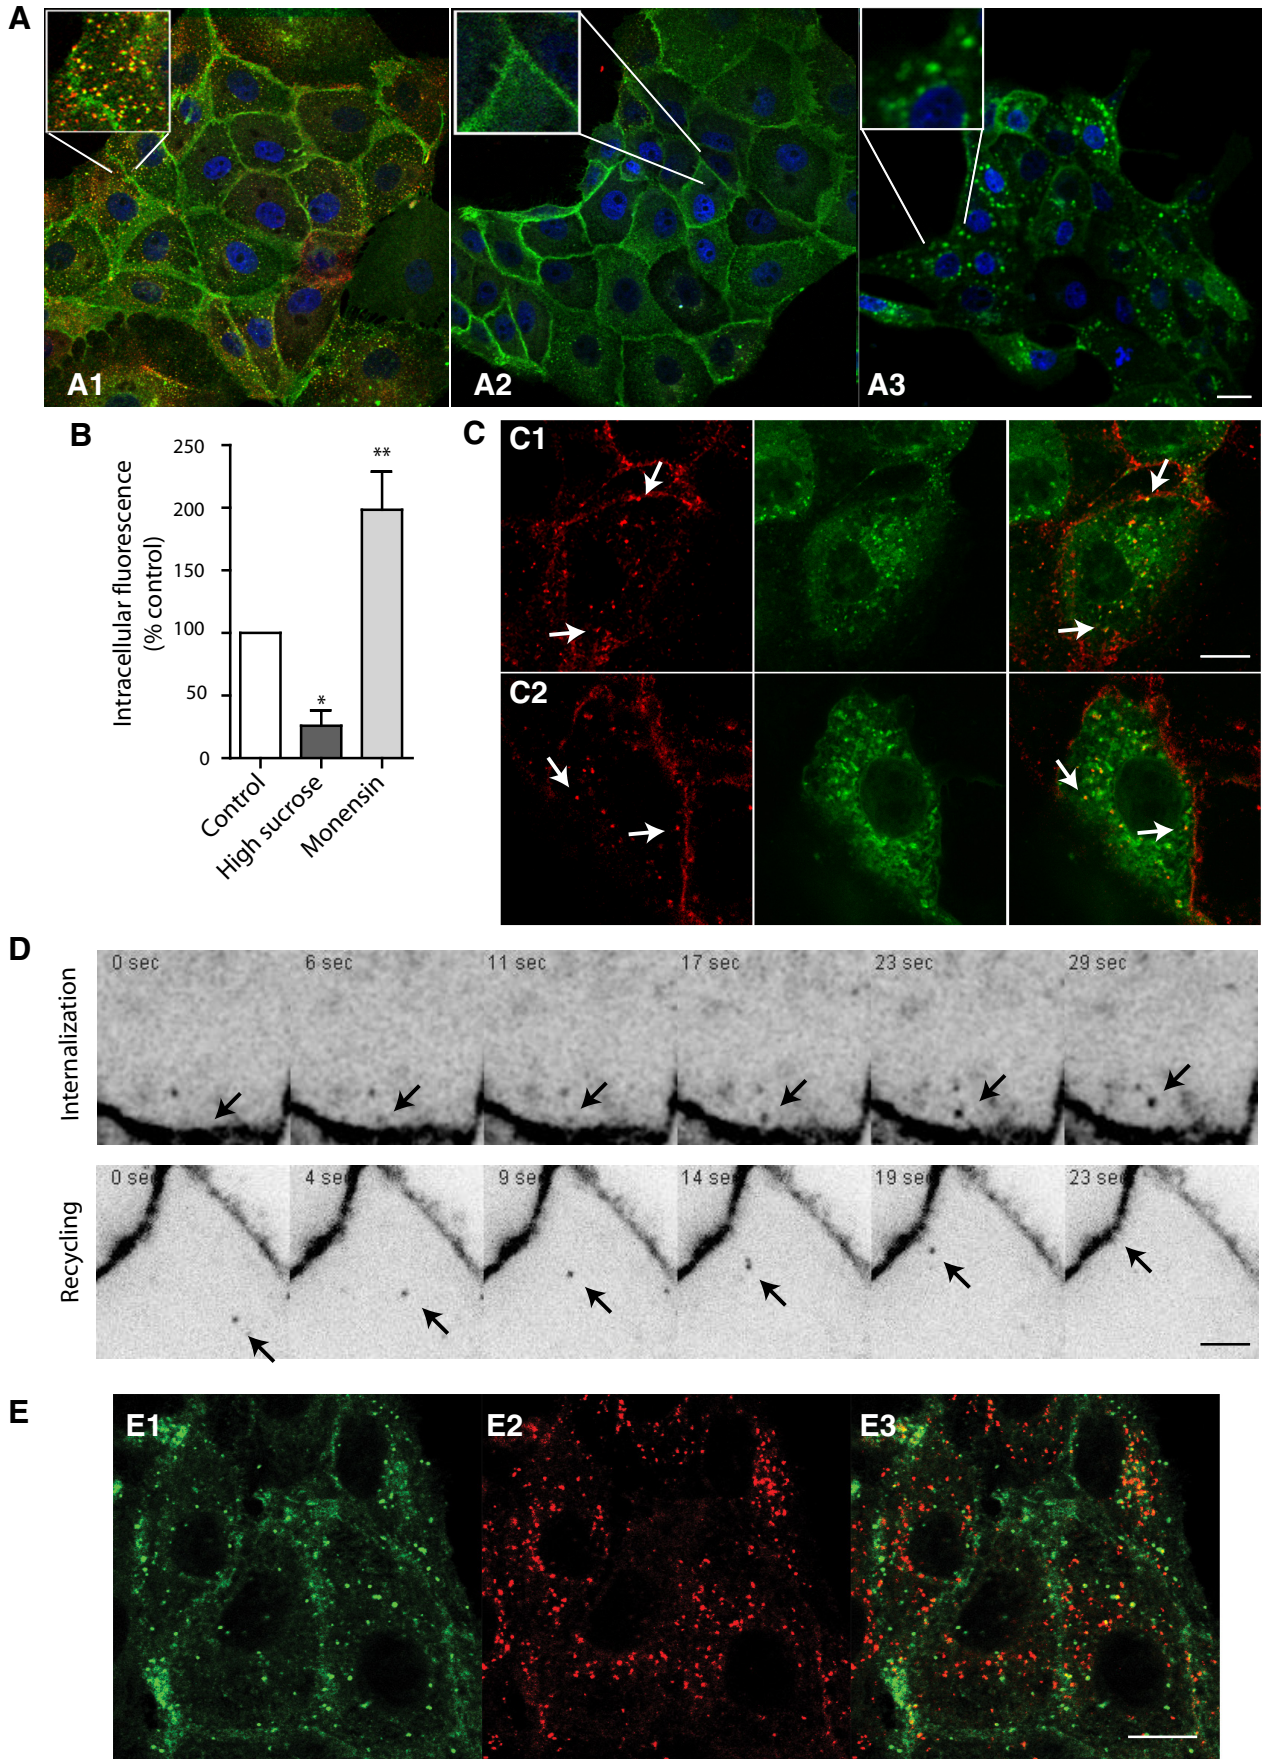 A
A1
A2
A3
B
Intracellular fluorescence
(% control)
250
200
150
100
50
0
*
**
Control
High sucrose
Monensin
C
C1
C2
D
Internalization
0 sec
6 sec
11 sec
17 sec
23 sec
29 sec
Recycling
0 sec
4 sec
9 sec
14 sec
19 sec
23 sec
E
E1
E2
E3